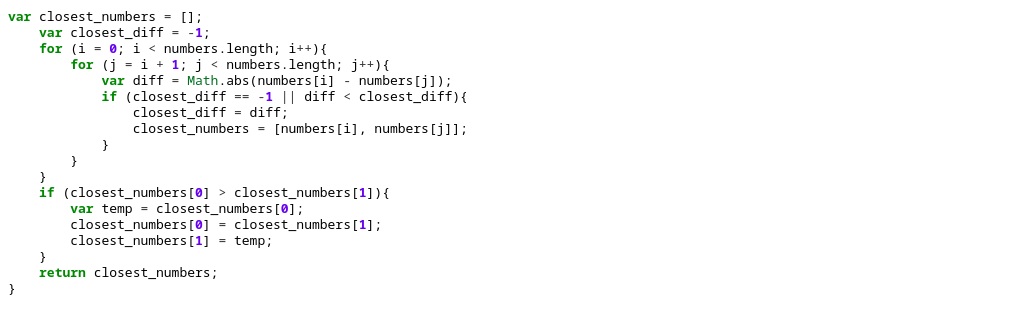 var closest_numbers = [];
    var closest_diff = -1;
    for (i = 0; i < numbers.length; i++){
        for (j = i + 1; j < numbers.length; j++){
            var diff = Math.abs(numbers[i] - numbers[j]);
            if (closest_diff == -1 || diff < closest_diff){
                closest_diff = diff;
                closest_numbers = [numbers[i], numbers[j]];
            }
        }
    }
    if (closest_numbers[0] > closest_numbers[1]){
        var temp = closest_numbers[0];
        closest_numbers[0] = closest_numbers[1];
        closest_numbers[1] = temp;
    }
    return closest_numbers;
}